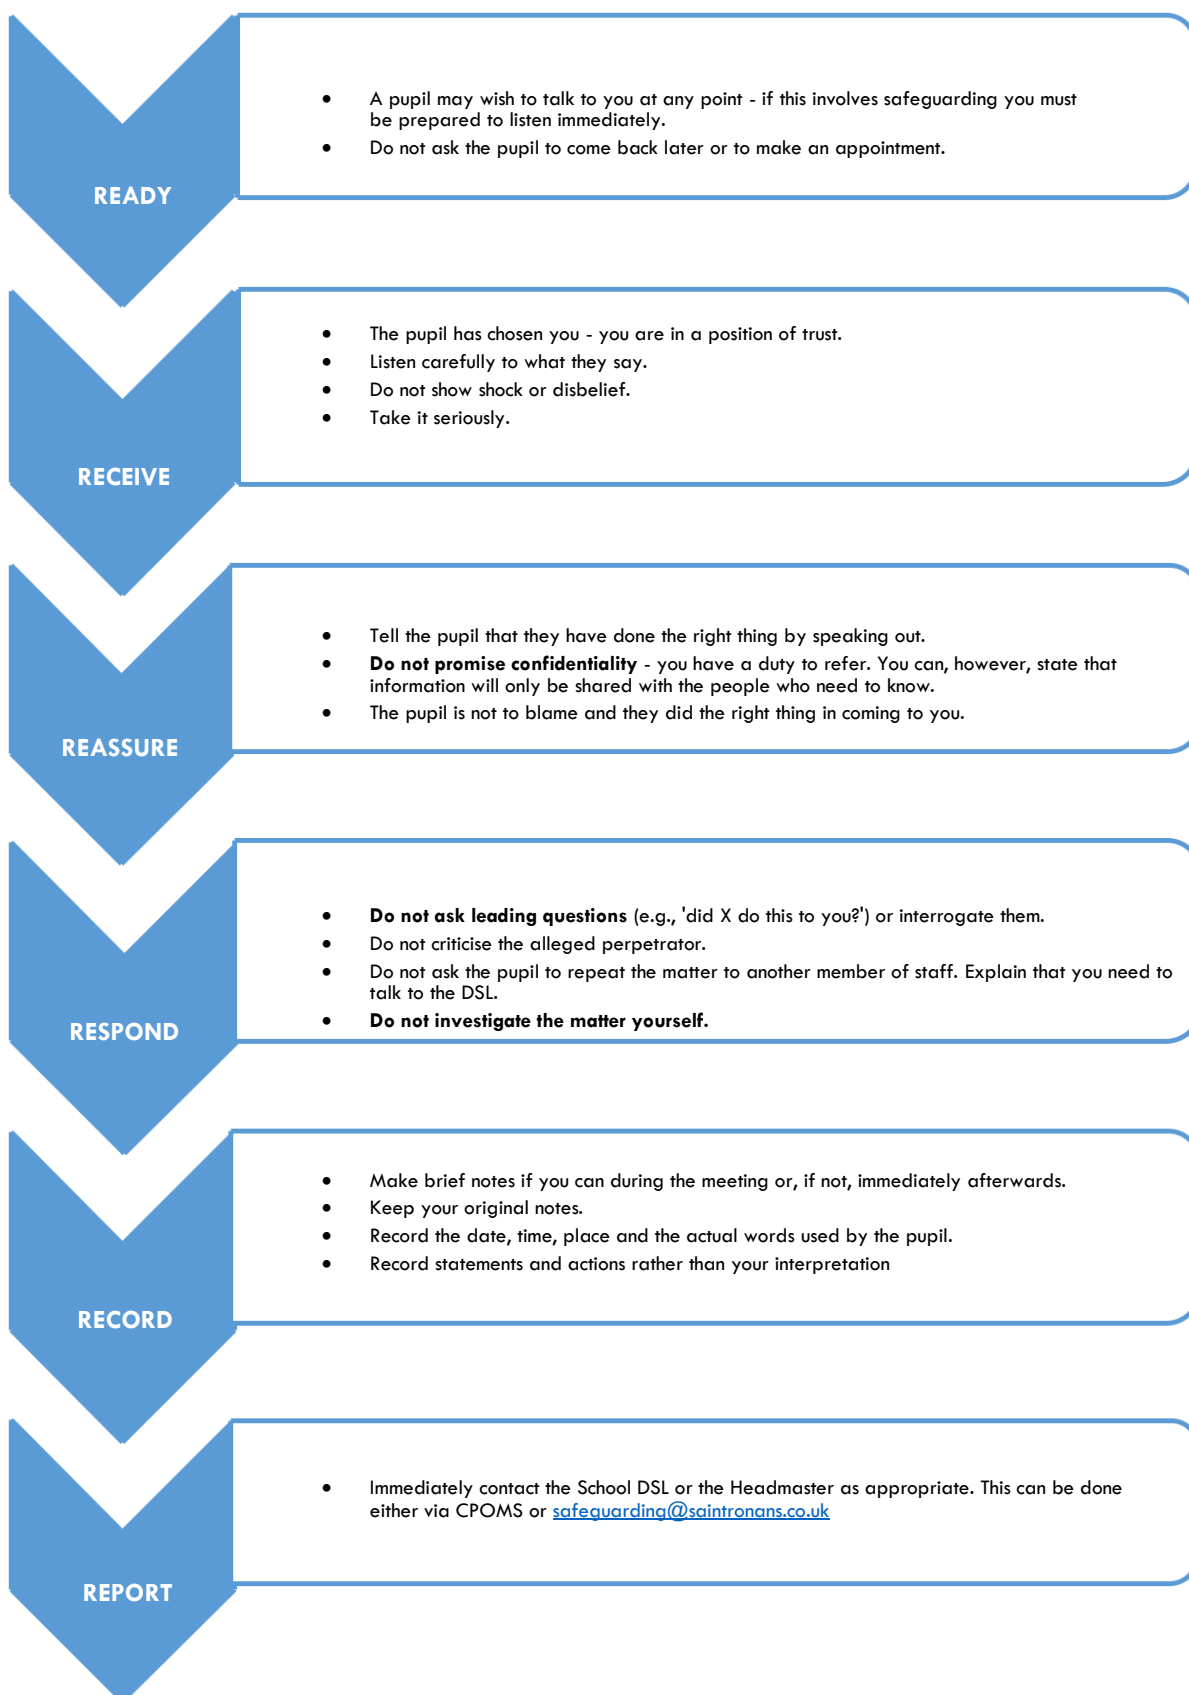 • A pupil may wish to talk to you at any point - if this involves safeguarding you must
be prepared to listen immediately.
• Do not ask the pupil to come back later or to make an appointment.
READY
• The pupil has chosen you - you are in a position of trust.
• Listen carefully to what they say.
• Do not show shock or disbelief.
• Take it seriously.
RECEIVE
• Tell the pupil that they have done the right thing by speaking out.
• Do not promise confidentiality - you have a duty to refer. You can, however, state that
information will only be shared with the people who need to know.
• The pupil is not to blame and they did the right thing in coming to you.
REASSURE
• Do not ask leading questions (e.g., 'did X do this to you?') or interrogate them.
• Do not criticise the alleged perpetrator.
• Do not ask the pupil to repeat the matter to another member of staff. Explain that you need to
talk to the DSL.
• Do not investigate the matter yourself.
RESPOND
• Make brief notes if you can during the meeting or, if not, immediately afterwards.
• Keep your original notes.
• Record the date, time, place and the actual words used by the pupil.
• Record statements and actions rather than your interpretation
RECORD
• Immediately contact the School DSL or the Headmaster as appropriate. This can be done
either via CPOMS or safeguarding@saintronans.co.uk
REPORT